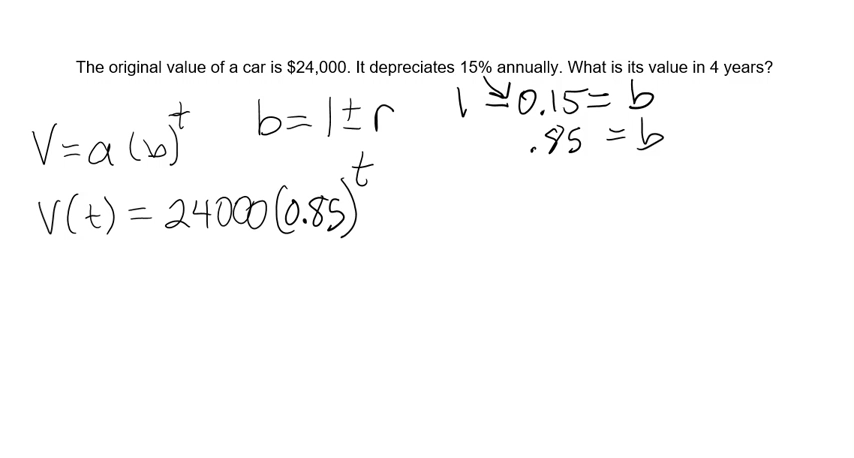 The original value of a car is $24,000. It depreciates 15% annually. What is its value in 4 years?
V = a (b)^t
b = 1 ± r
1 - 0.15 = b
.85 = b
V(t) = 24000(0.85)^t